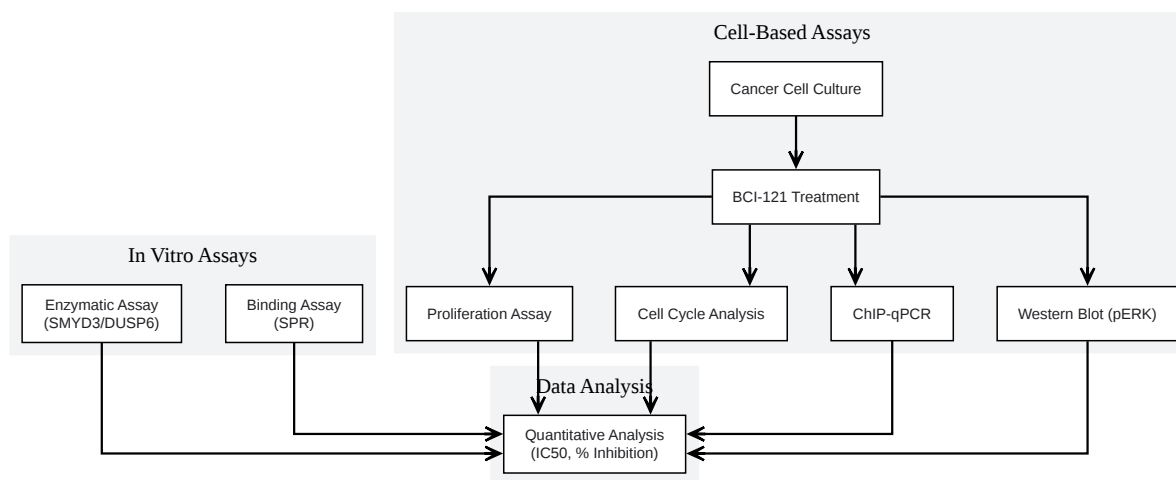 Cell-Based Assays
Cancer Cell Culture
BCI-121 Treatment
In Vitro Assays
Enzymatic Assay
(SMYD3/DUSP6)
Binding Assay
(SPR)
Proliferation Assay
Cell Cycle Analysis
ChIP-qPCR
Western Blot (pERK)
Data Analysis
Quantitative Analysis
(IC50, % Inhibition)